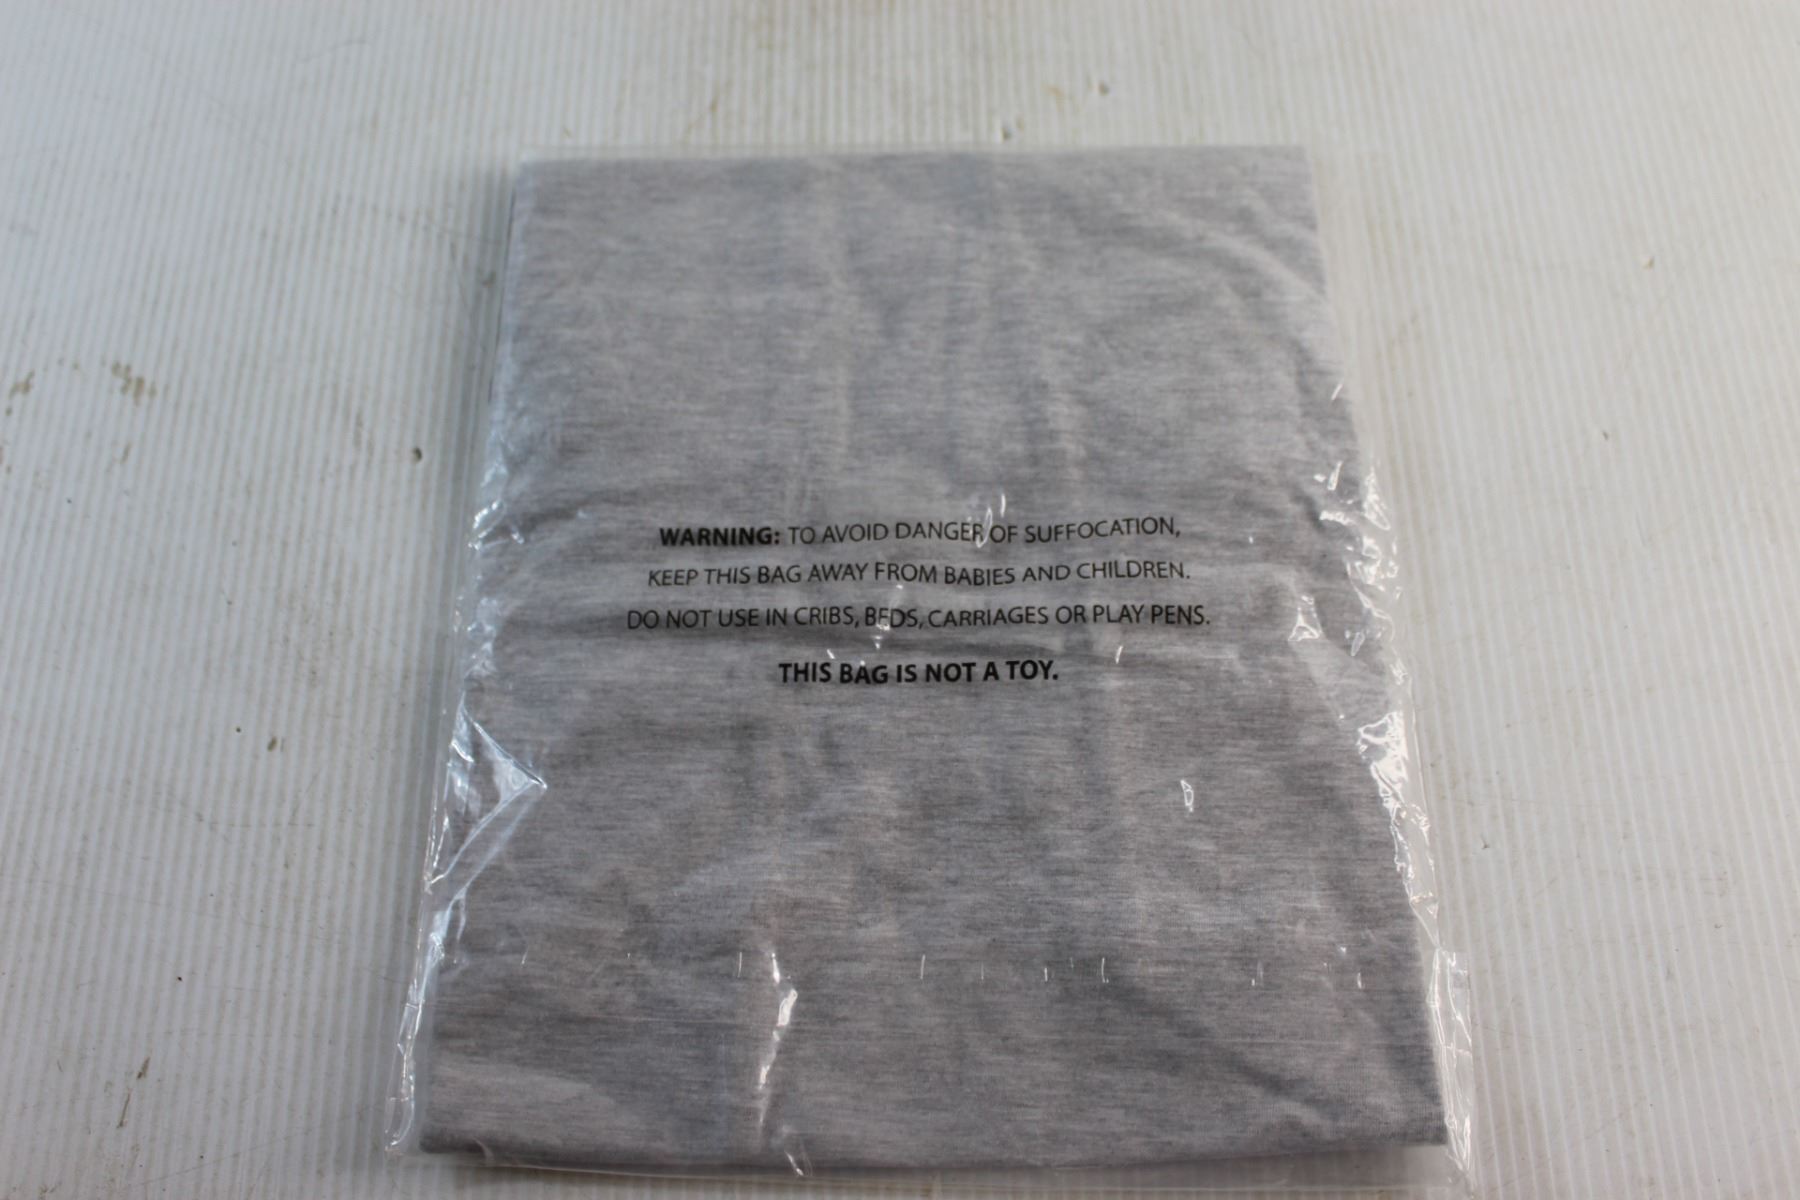 WARNING: TO AVOID DANGER OF SUFFOCATION,
KEEP THIS BAG AWAY FROM BABIES AND CHILDREN.
DO NOT USE IN CRIBS, BEDS, CARRIAGES OR PLAY PENS.
THIS BAG IS NOT A TOY.